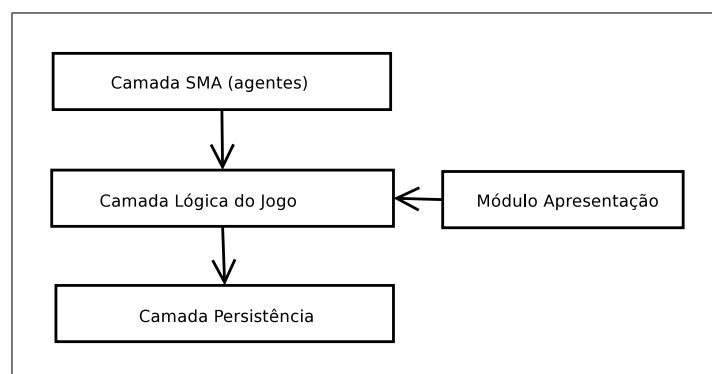 Camada SMA (agentes)
Camada Lógica do Jogo
Módulo Apresentação
Camada Persistência